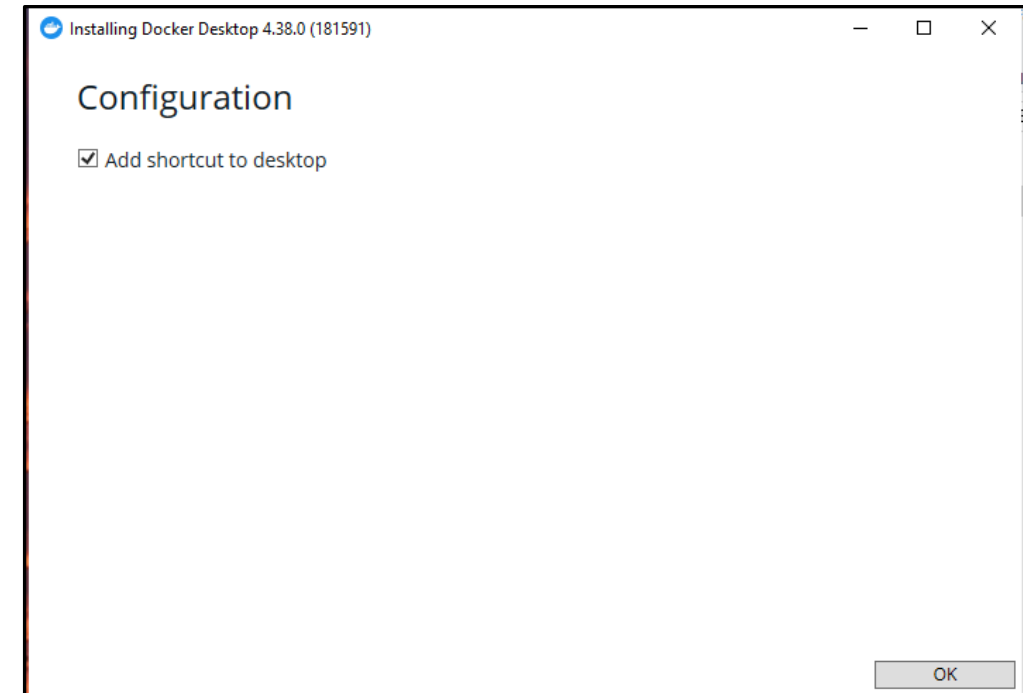 Installing Docker Desktop 4.38.0 (181591)
Configuration
Add shortcut to desktop
OK